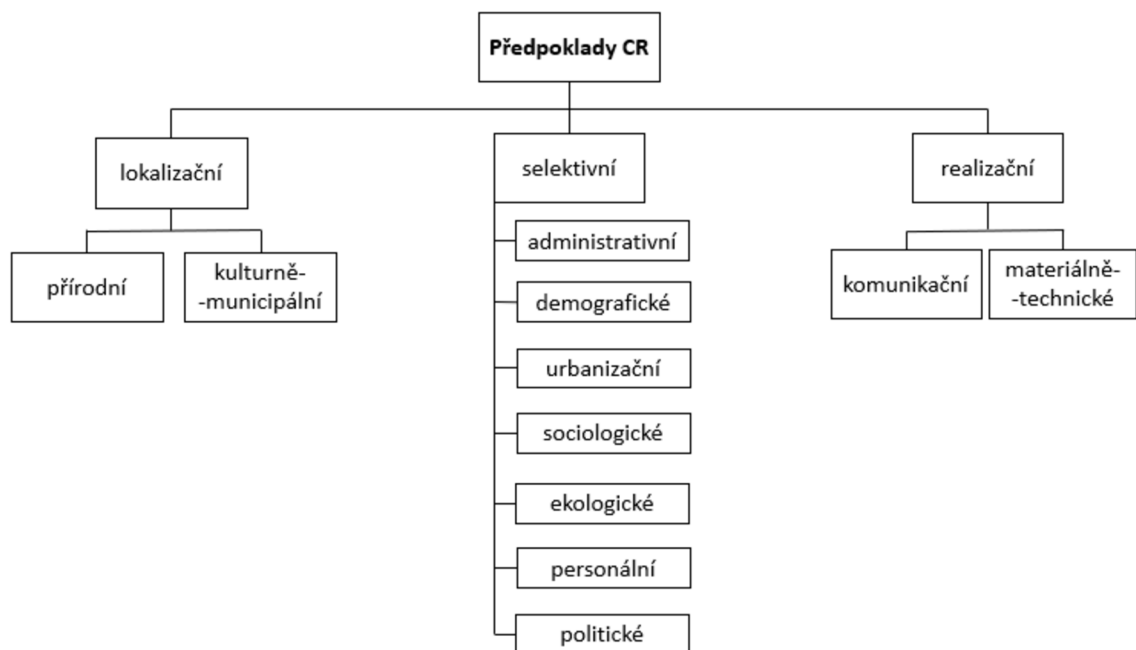 Předpoklady CR
lokalizační
selektivní
realizační
přírodní
kulturně-
-municipální
administrativní
demografické
urbanizační
sociologické
ekologické
personální
politické
komunikační
materiálně-
-technické